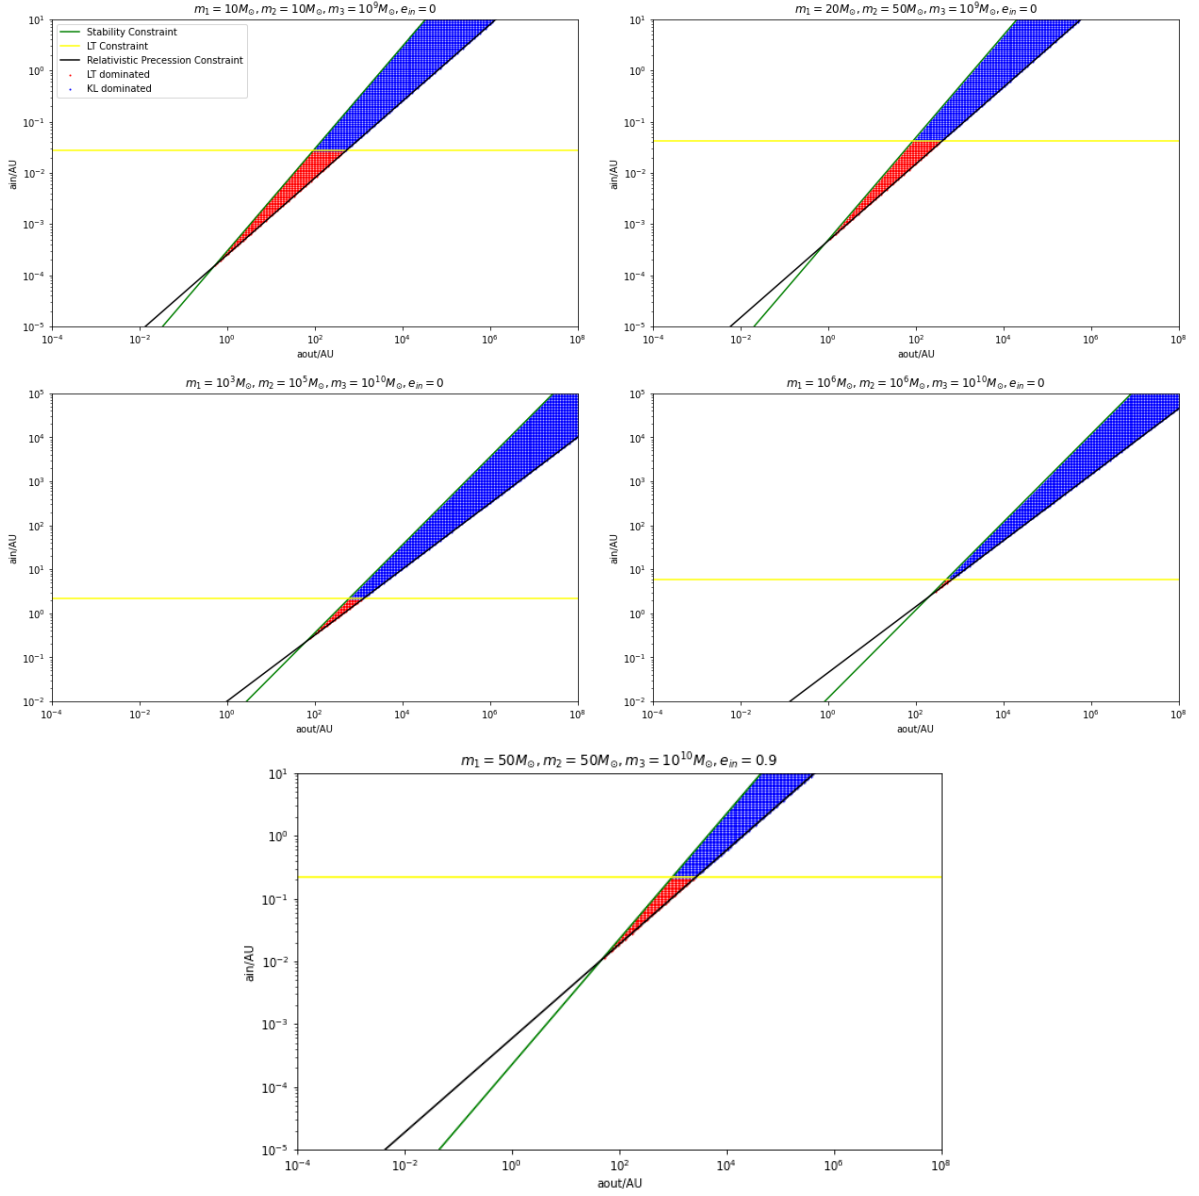 m₁ = 10M⊙, m₂ = 10M⊙, m₃ = 10⁹M⊙, eᵢₙ = 0
10¹
10⁰
10⁻¹
10⁻²
10⁻³
10⁻⁴
10⁻⁵
ain/AU
Stability Constraint
LT Constraint
Relativistic Precession Constraint
LT dominated
KL dominated
10⁻⁴ 10⁻² 10⁰ 10² 10⁴ 10⁶ 10⁸
aout/AU
m₁ = 20M⊙, m₂ = 50M⊙, m₃ = 10⁹M⊙, eᵢₙ = 0
10¹
10⁰
10⁻¹
10⁻²
10⁻³
10⁻⁴
10⁻⁵
ain/AU
10⁻⁴ 10⁻² 10⁰ 10² 10⁴ 10⁶ 10⁸
aout/AU
m₁ = 10³M⊙, m₂ = 10⁵M⊙, m₃ = 10¹⁰M⊙, eᵢₙ = 0
10⁵
10⁴
10³
10²
10¹
10⁰
10⁻¹
10⁻²
ain/AU
10⁻⁴ 10⁻² 10⁰ 10² 10⁴ 10⁶ 10⁸
aout/AU
m₁ = 10⁶M⊙, m₂ = 10⁶M⊙, m₃ = 10¹⁰M⊙, eᵢₙ = 0
10⁵
10⁴
10³
10²
10¹
10⁰
10⁻¹
10⁻²
ain/AU
10⁻⁴ 10⁻² 10⁰ 10² 10⁴ 10⁶ 10⁸
aout/AU
m₁ = 50M⊙, m₂ = 50M⊙, m₃ = 10¹⁰M⊙, eᵢₙ = 0.9
10¹
10⁰
10⁻¹
10⁻²
10⁻³
10⁻⁴
10⁻⁵
ain/AU
10⁻⁴ 10⁻² 10⁰ 10² 10⁴ 10⁶ 10⁸
aout/AU